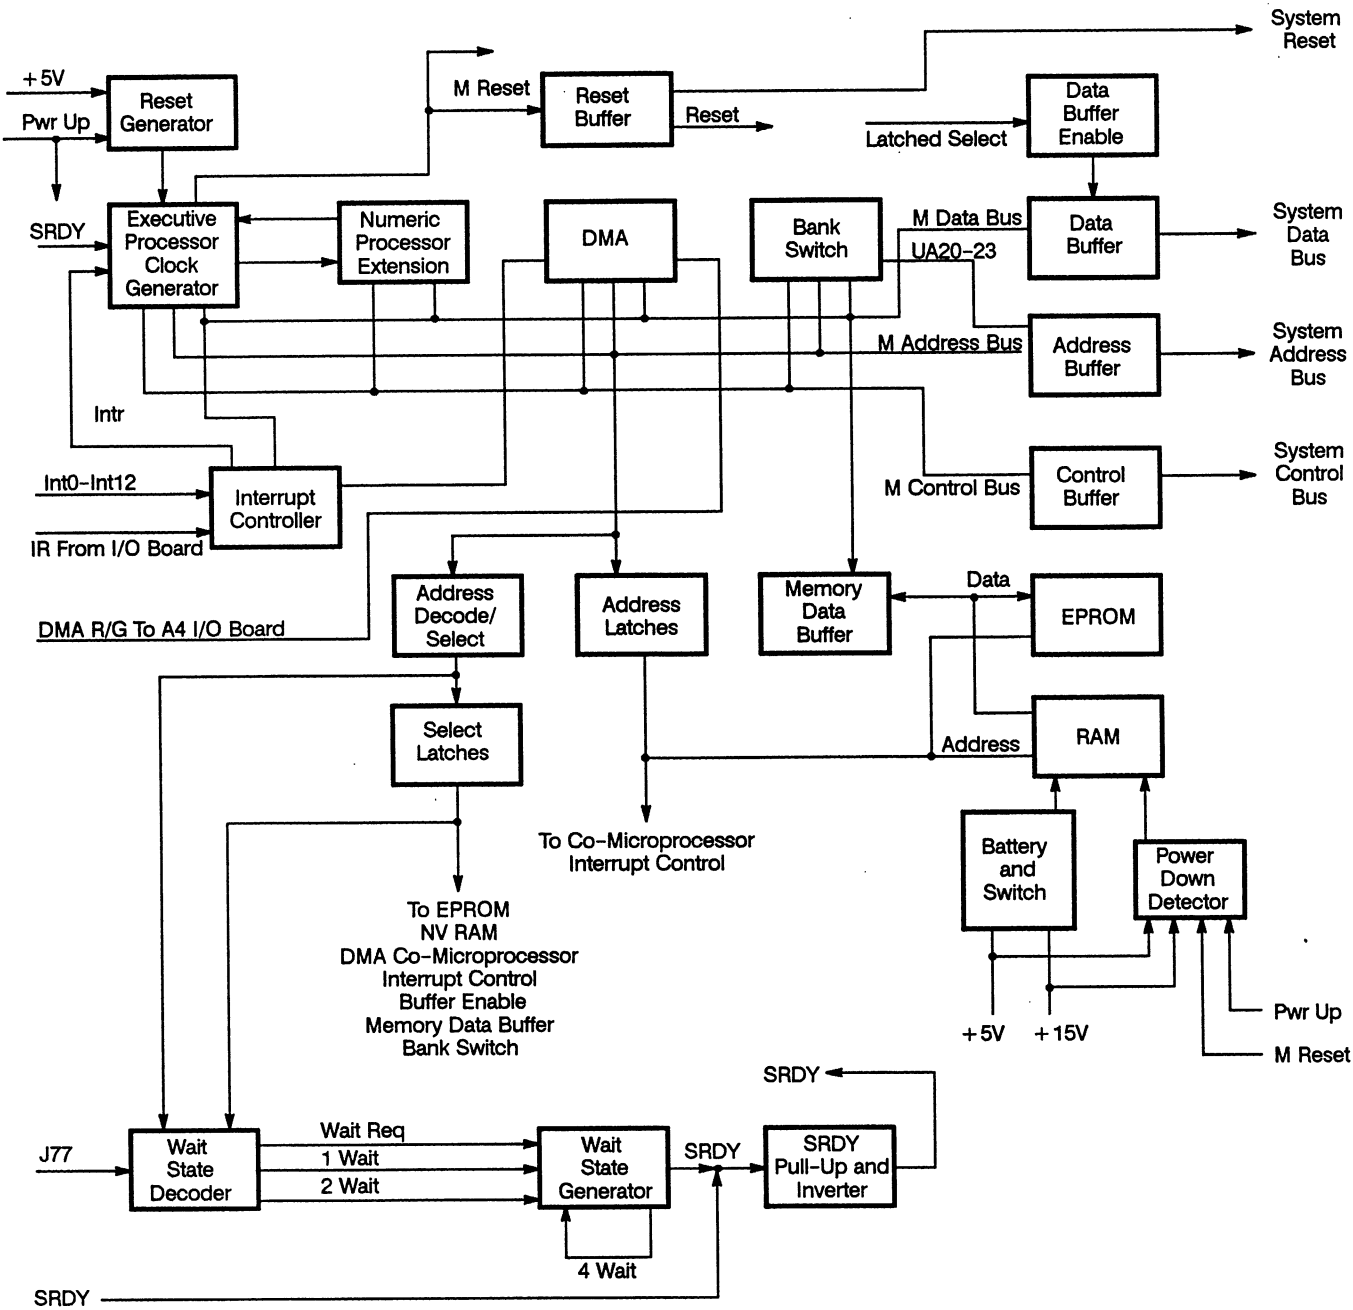 System
Reset
+5V
Reset
Generator
M Reset
Reset
Buffer
Data
Buffer
Enable
Pwr Up
Reset
Latched Select
SRDY
Executive
Processor
Clock
Generator
Numeric
Processor
Extension
DMA
Bank
Switch
M Data Bus
UA20-23
Data
Buffer
System
Data
Bus
M Address Bus
Address
Buffer
System
Address
Bus
Intr
Int0-Int12
IR From I/O Board
Interrupt
Controller
M Control Bus
Control
Buffer
System
Control
Bus
DMA R/G To A4 I/O Board
Address
Decode/
Select
Address
Latches
Memory
Data
Buffer
Data
EPROM
Select
Latches
Address
RAM
To Co-Microprocessor
Interrupt Control
Battery
and
Switch
Power
Down
Detector
To EPROM
NV RAM
DMA Co-Microprocessor
Interrupt Control
Buffer Enable
Memory Data Buffer
Bank Switch
+5V
+15V
Pwr Up
M Reset
SRDY
J77
Wait
State
Decoder
Wait Req
1 Wait
2 Wait
Wait
State
Generator
SRDY
SRDY
Pull-Up and
Inverter
4 Wait
SRDY